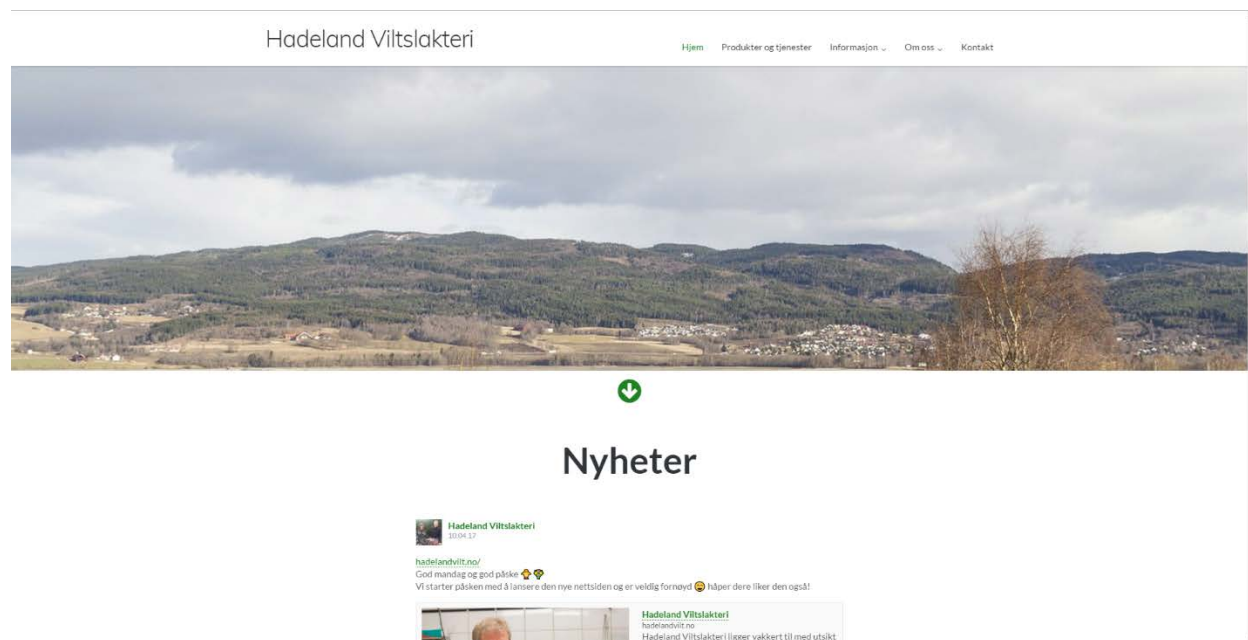 Hadeland Viltslakteri
Hjem Produkter og tjenester Informasjon Om oss Kontakt
Nyheter
Hadeland Viltslakteri
10.04.17
hadelandvilt.no/
God mandag og god påske
Vi starter påsken med å lansere den nye nettsiden og er veldig fornøyd 😄 håper dere liker den også!
Hadeland Viltslakteri
hadelandvilt.no
Hadeland Viltslakteri ligger vakkert til med utsikt